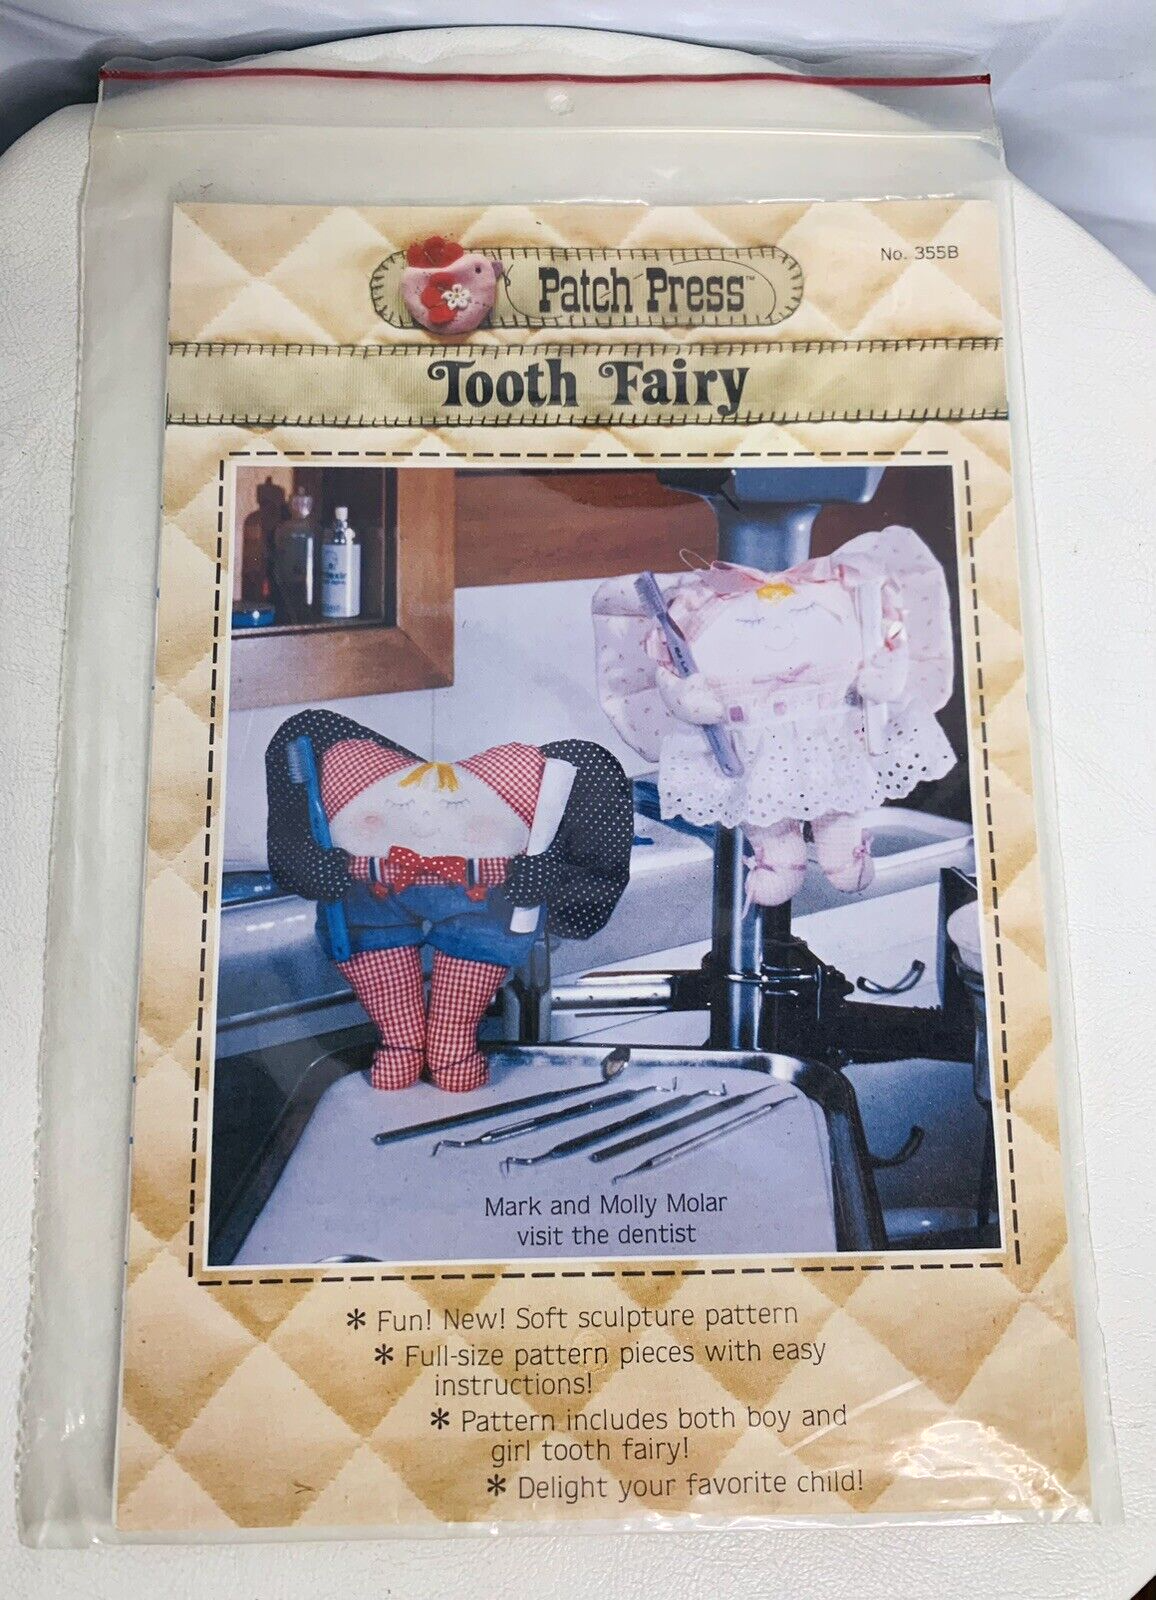 No. 355B
Patch Press™
Tooth Fairy
Mark and Molly Molar
visit the dentist
* Fun! New! Soft sculpture pattern
* Full-size pattern pieces with easy
instructions!
* Pattern includes both boy and
girl tooth fairy!
* Delight your favorite child!